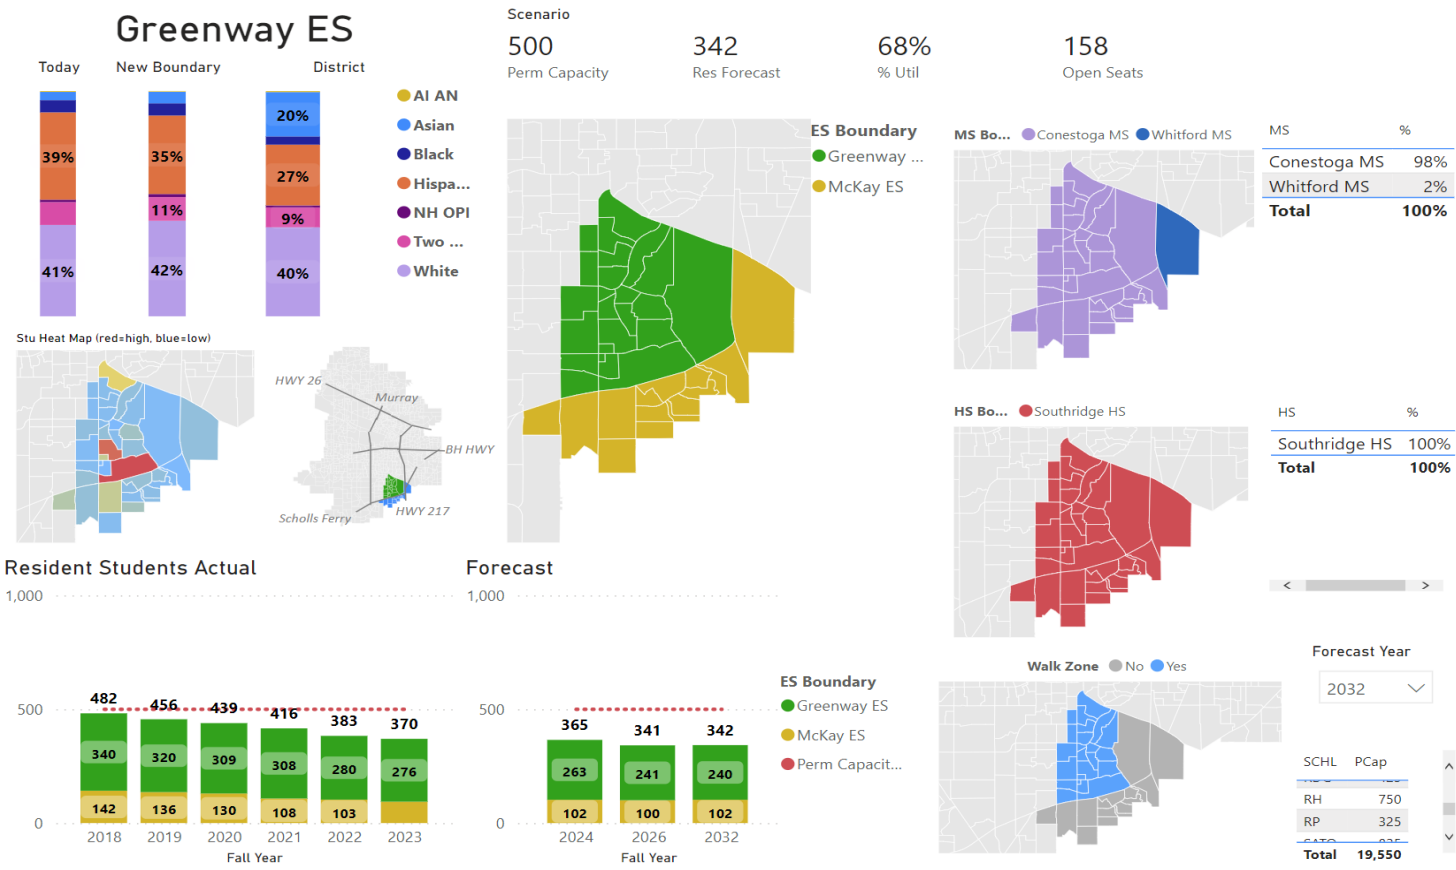 Greenway ES
Today
New Boundary
District
39%
41%
35%
11%
42%
20%
27%
9%
40%
AI AN
Asian
Black
Hispa...
NH OPI
Two ...
White
Scenario
500
Perm Capacity
342
Res Forecast
68%
% Util
158
Open Seats
Stu Heat Map (red=high, blue=low)
HWY 26
Murray
BH HWY
HWY 217
Scholls Ferry
ES Boundary
Greenway ...
McKay ES
MS Bo...
Conestoga MS
Whitford MS
MS %
Conestoga MS 98%
Whitford MS 2%
Total 100%
HS Bo...
Southridge HS
HS %
Southridge HS 100%
Total 100%
Resident Students Actual
1,000
500
0
482
456
439
416
383
370
340
320
309
308
280
276
142
136
130
108
103
2018
2019
2020
2021
2022
2023
Fall Year
Forecast
1,000
500
0
365
341
342
263
241
240
102
100
102
2024
2026
2032
Fall Year
ES Boundary
Greenway ES
McKay ES
Perm Capacit...
Walk Zone
No
Yes
Forecast Year
2032
SCHL PCap
RH 750
RP 325
Total 19,550